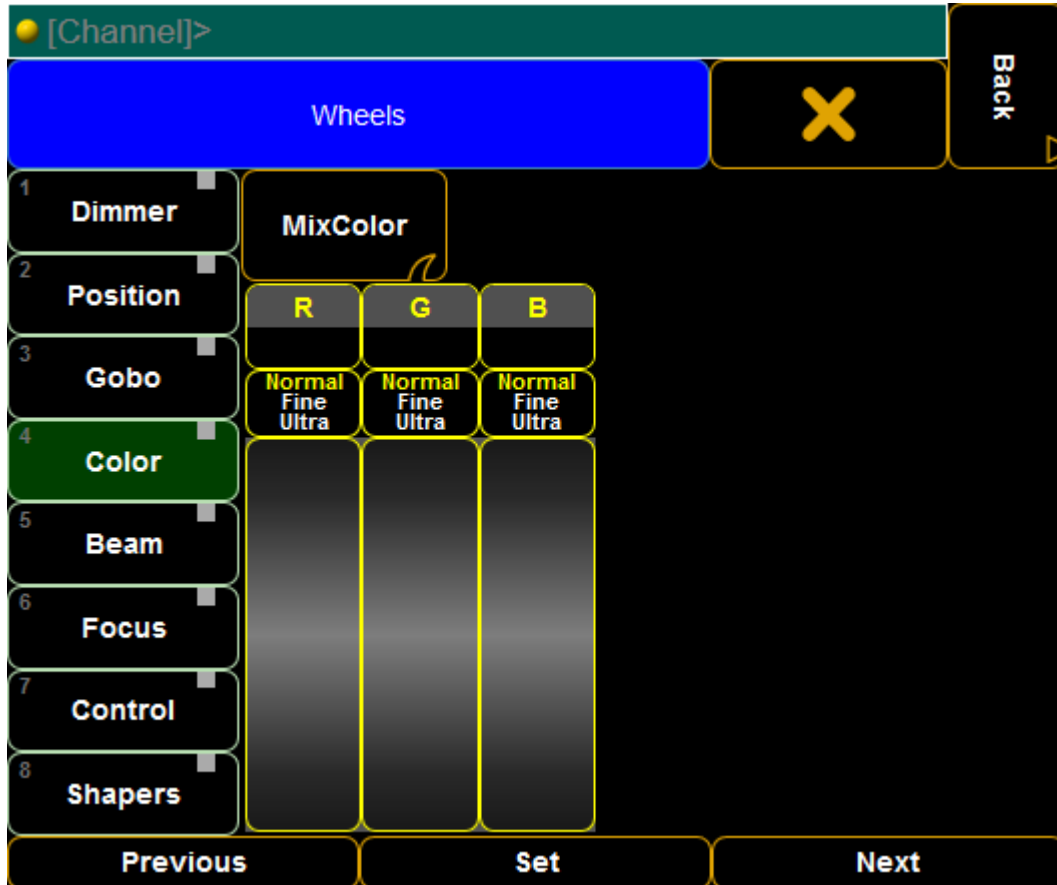 [Channel]>
Back
Wheels
1
Dimmer
MixColor
2
Position
R G B
3
Gobo
Normal Normal Normal
Fine Fine Fine
Ultra Ultra Ultra
4
Color
5
Beam
6
Focus
7
Control
8
Shapers
Previous Set Next